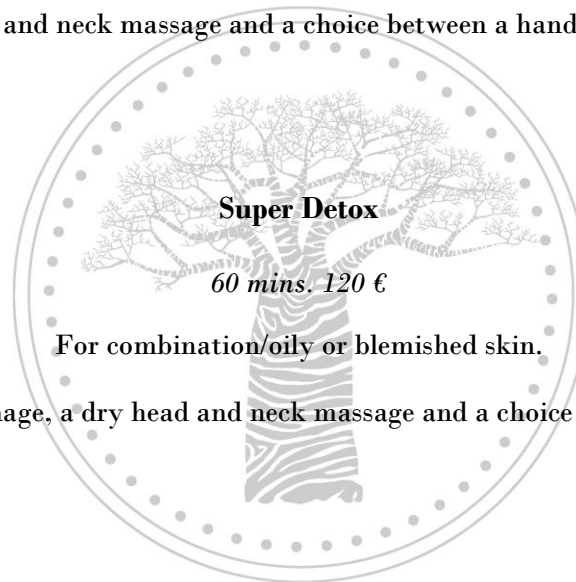 and neck massage and a choice between a hand
Super Detox
60 mins. 120 €
For combination/oily or blemished skin.
age, a dry head and neck massage and a choice